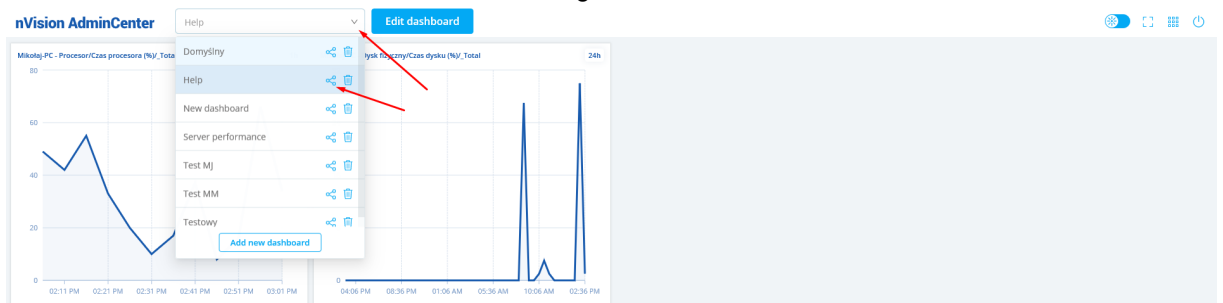 nVision AdminCenter
Help
Edit dashboard
Mikołaj-PC - Procesor/Czas procesora (%)/_Tota
ysk fizyczny/Czas dysku (%)/_Total
24h
Domyślny
Help
New dashboard
Server performance
Test MJ
Test MM
Testowy
Add new dashboard
80
60
40
20
0
02:11 PM 02:21 PM 02:31 PM 02:41 PM 02:51 PM 03:01 PM
0
04:06 PM 08:36 PM 01:06 AM 05:36 AM 10:06 AM 02:36 PM